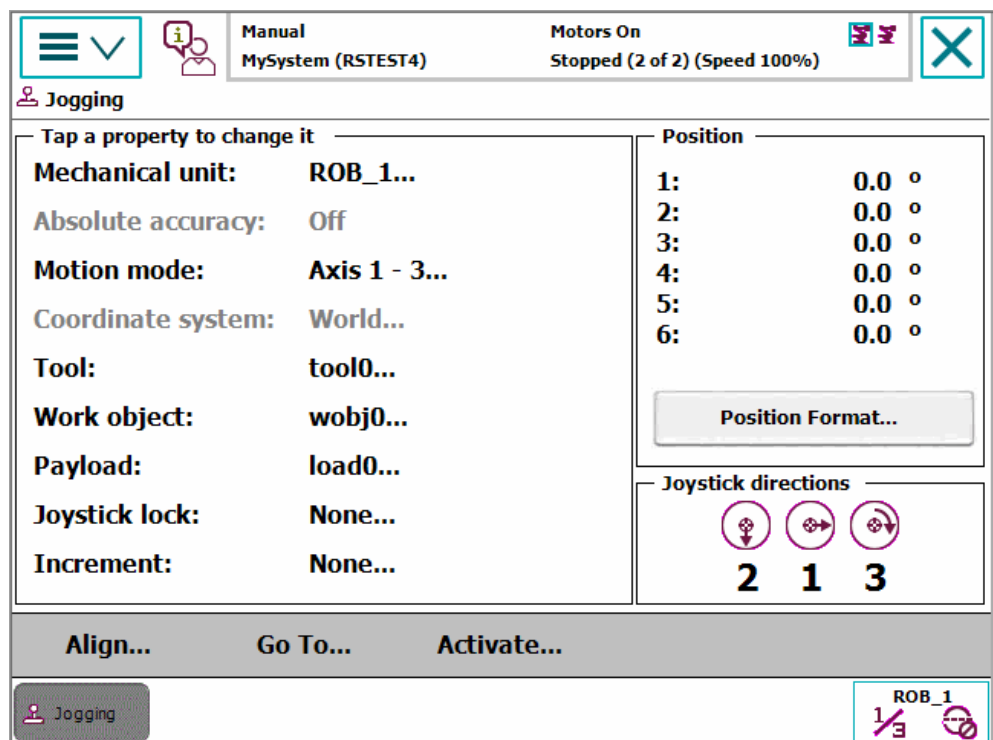 Manual
MySystem (RSTEST4)
Motors On
Stopped (2 of 2) (Speed 100%)
Jogging
Tap a property to change it
Mechanical unit: ROB_1...
Absolute accuracy: Off
Motion mode: Axis 1 - 3...
Coordinate system: World...
Tool: tool0...
Work object: wobj0...
Payload: load0...
Joystick lock: None...
Increment: None...
Position
1: 0.0 º
2: 0.0 º
3: 0.0 º
4: 0.0 º
5: 0.0 º
6: 0.0 º
Position Format...
Joystick directions
2 1 3
Align... Go To... Activate...
Jogging
ROB_1
1/3